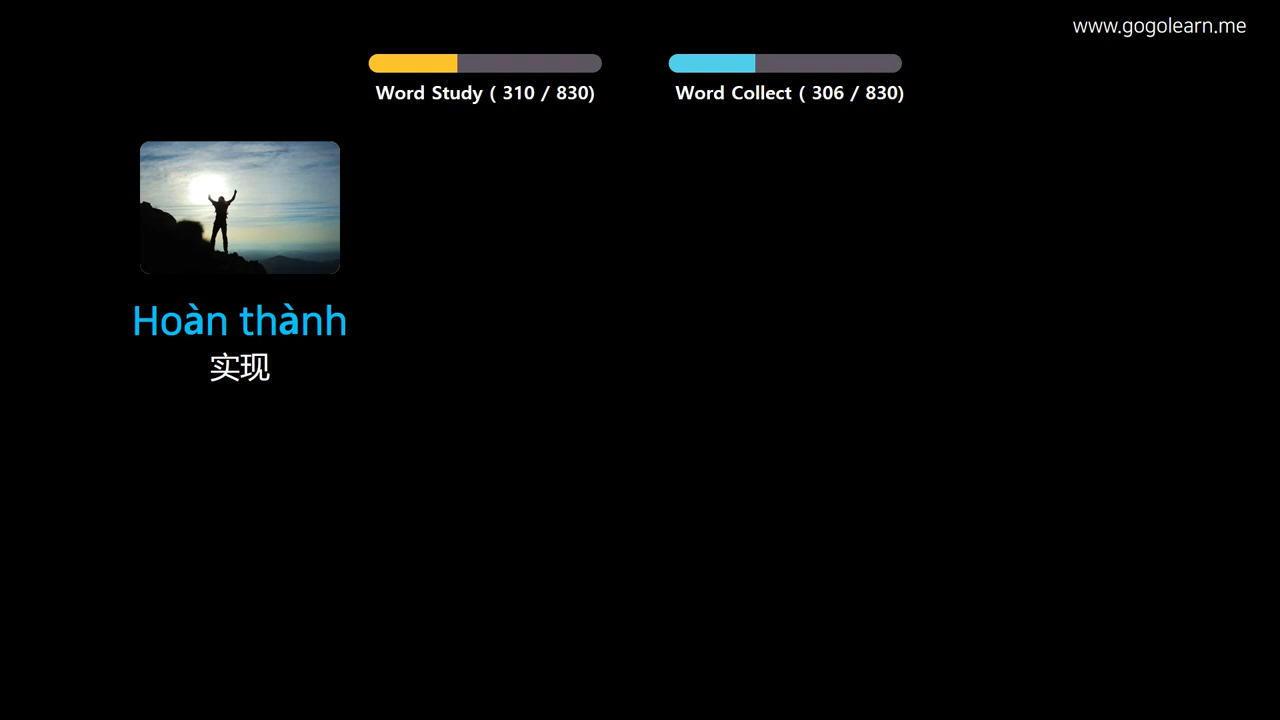 www.gogolearn.me
Word Study ( 310 / 830)
Word Collect ( 306 / 830)
Hoàn thành
实现